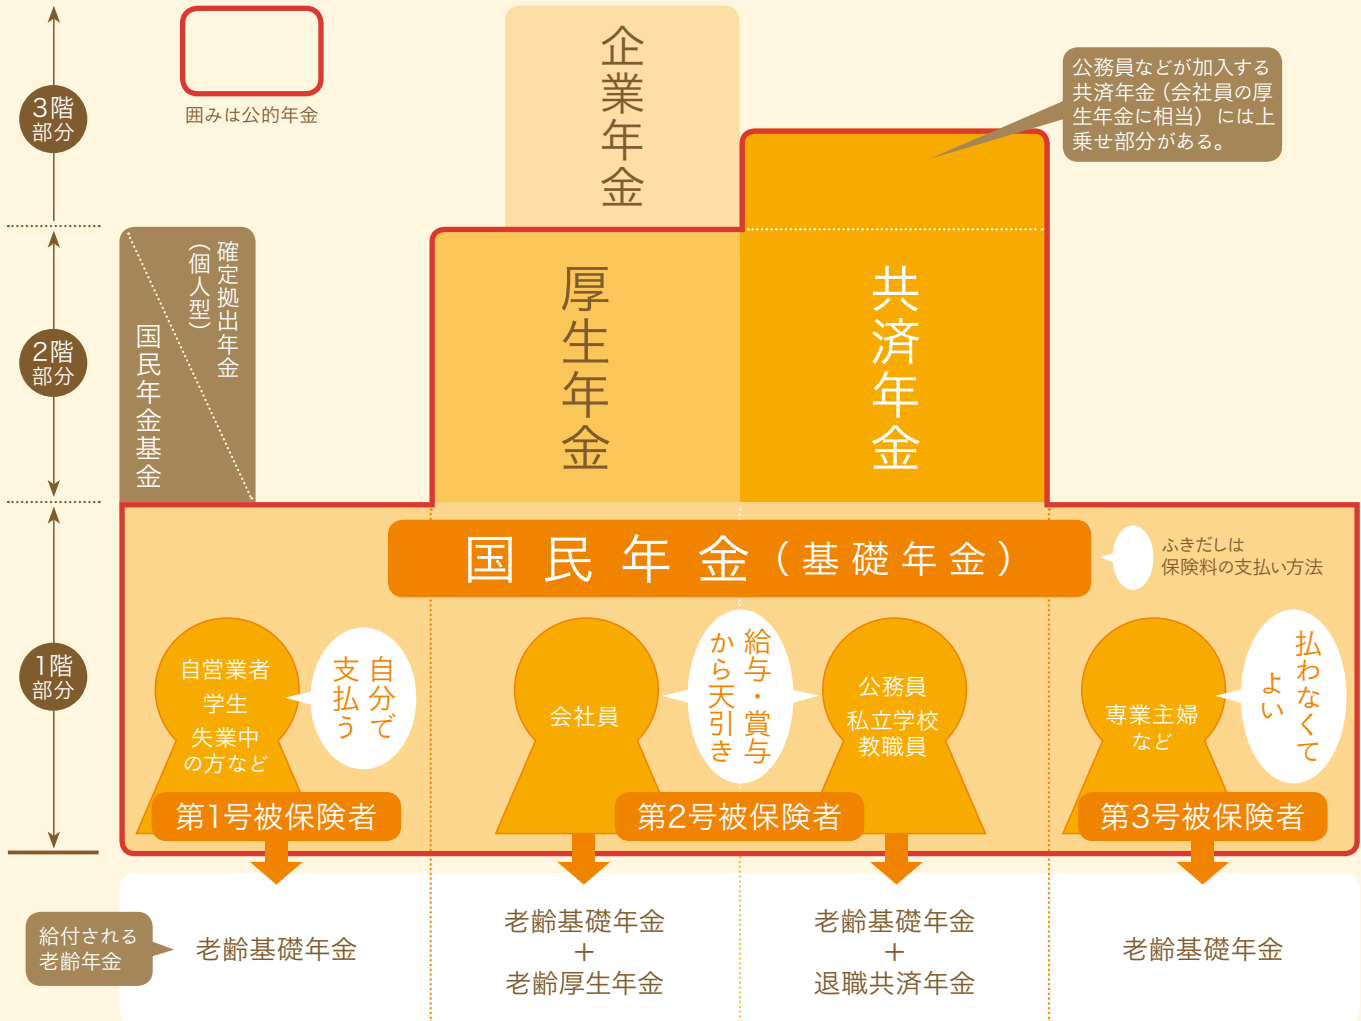 3階
部分
囲みは公的年金
企業年金
公務員などが加入する
共済年金（会社員の厚
生年金に相当）には上
乗せ部分がある。
2階
部分
確定拠出年金
（個人型）
国民年金基金
厚生年金
共済年金
1階
部分
国民年金（基礎年金）
ふきだしは
保険料の支払い方法
自営業者
学生
失業中
の方など
自分で
支払う
会社員
給与・賞与
から天引き
公務員
私立学校
教職員
専業主婦
など
払わなくて
よい
第1号被保険者
第2号被保険者
第3号被保険者
給付される
老齢年金
老齢基礎年金
老齢基礎年金
＋
老齢厚生年金
老齢基礎年金
＋
退職共済年金
老齢基礎年金